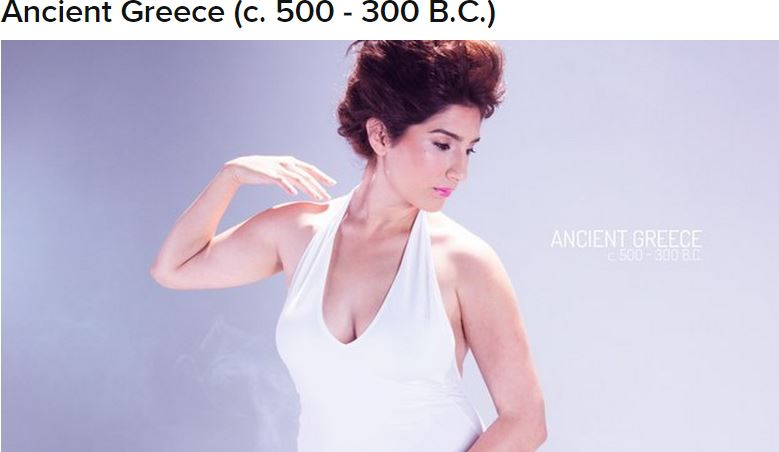 Ancient Greece (c. 500 - 300 B.C.)
ANCIENT GREECE
c. 500 - 300 B.C.